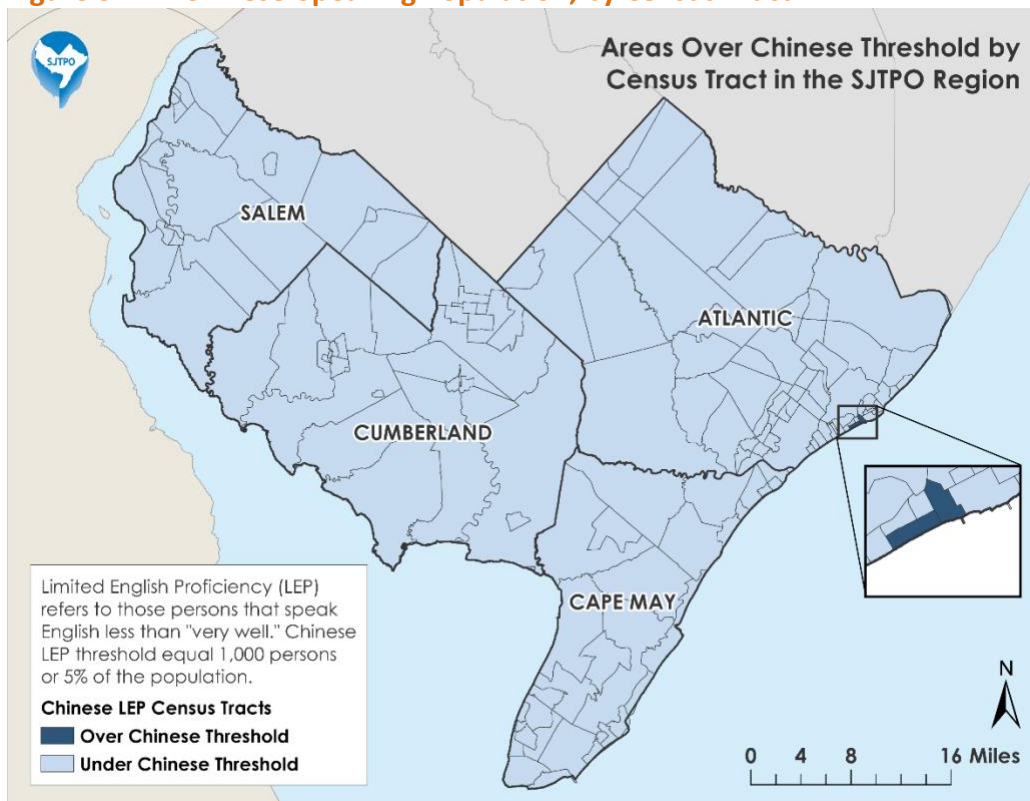 Areas Over Chinese Threshold by
Census Tract in the SJTPO Region
SJTPO
SALEM
ATLANTIC
CUMBERLAND
CAPE MAY
Limited English Proficiency (LEP)
refers to those persons that speak
English less than "very well." Chinese
LEP threshold equal 1,000 persons
or 5% of the population.
Chinese LEP Census Tracts
Over Chinese Threshold
Under Chinese Threshold
N
0 4 8 16 Miles